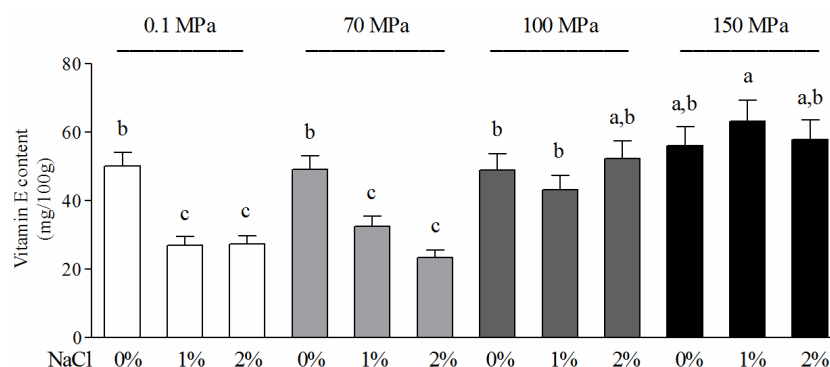 0.1 MPa 70 MPa 100 MPa 150 MPa
Vitamin E content
(mg/100g)
80
60
40
20
0
b c c b c c b b a,b a,b a a,b
NaCl 0% 1% 2% 0% 1% 2% 0% 1% 2% 0% 1% 2%